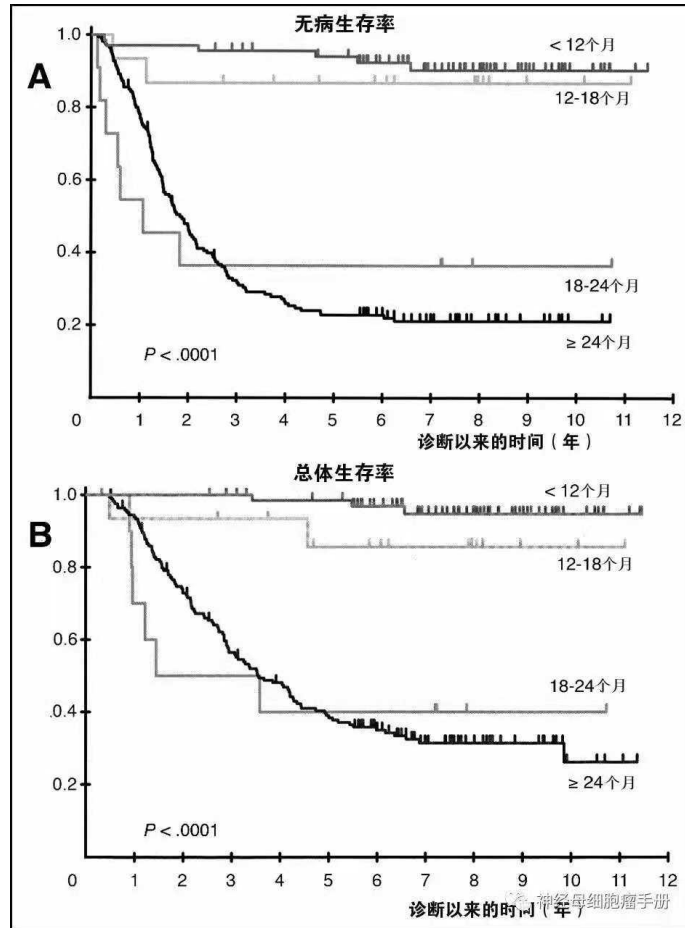 无病生存率
A
1.0
0.8
0.6
0.4
0.2
< 12个月
12-18个月
18-24个月
≥ 24个月
P < .0001
0 1 2 3 4 5 6 7 8 9 10 11 12
诊断以来的时间（年）
总体生存率
B
1.0
0.8
0.6
.0.4
0.2
< 12个月
12-18个月
18-24个月
≥ 24个月
P < .0001
0 1 2 3 4 5 6 7 8 9 10 11 12
诊断以来的时间（年）
神经母细胞瘤手册